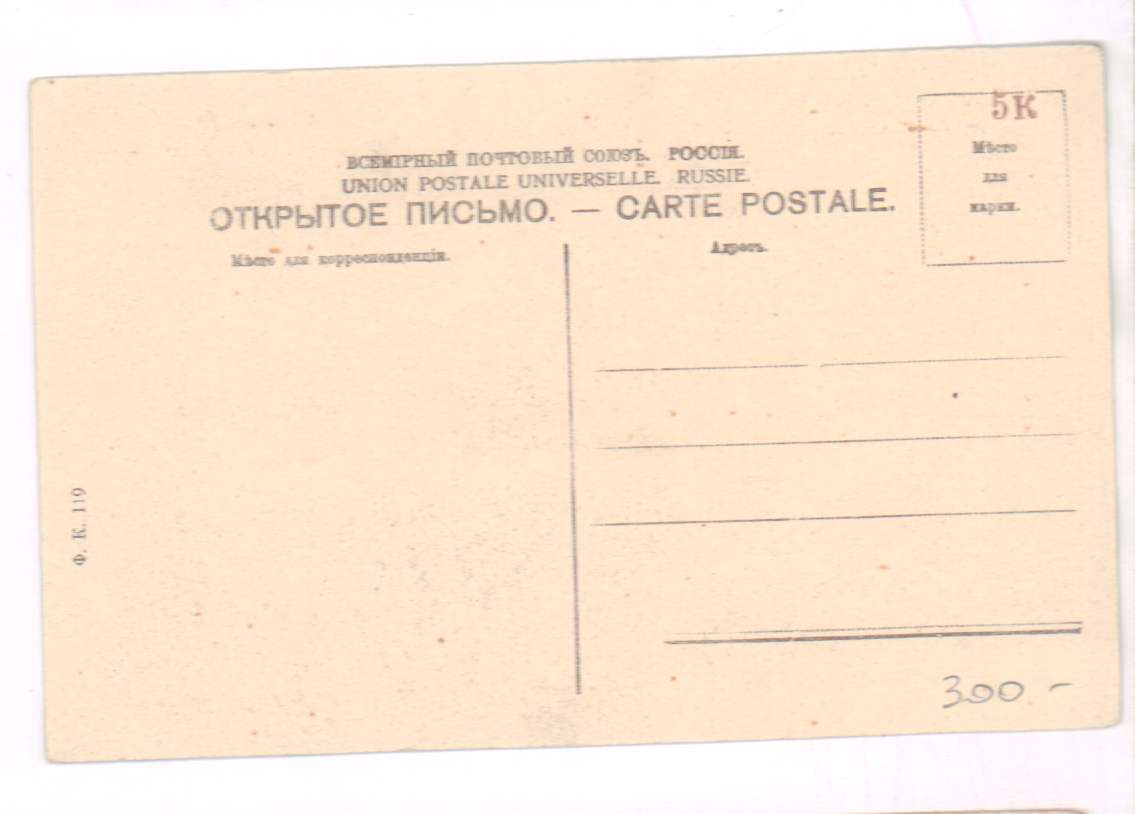 5К
ВСЕМІРНЫЙ ПОЧТОВЫЙ СОЮЗЪ. РОССІЯ.
UNION POSTALE UNIVERSELLE. RUSSIE.
ОТКРЫТОЕ ПИСЬМО. — CARTE POSTALE.
Мѣсто
для
марки.
Мѣсто для корреспонденціи.
Адресъ.
Ф. К. 119
300 –